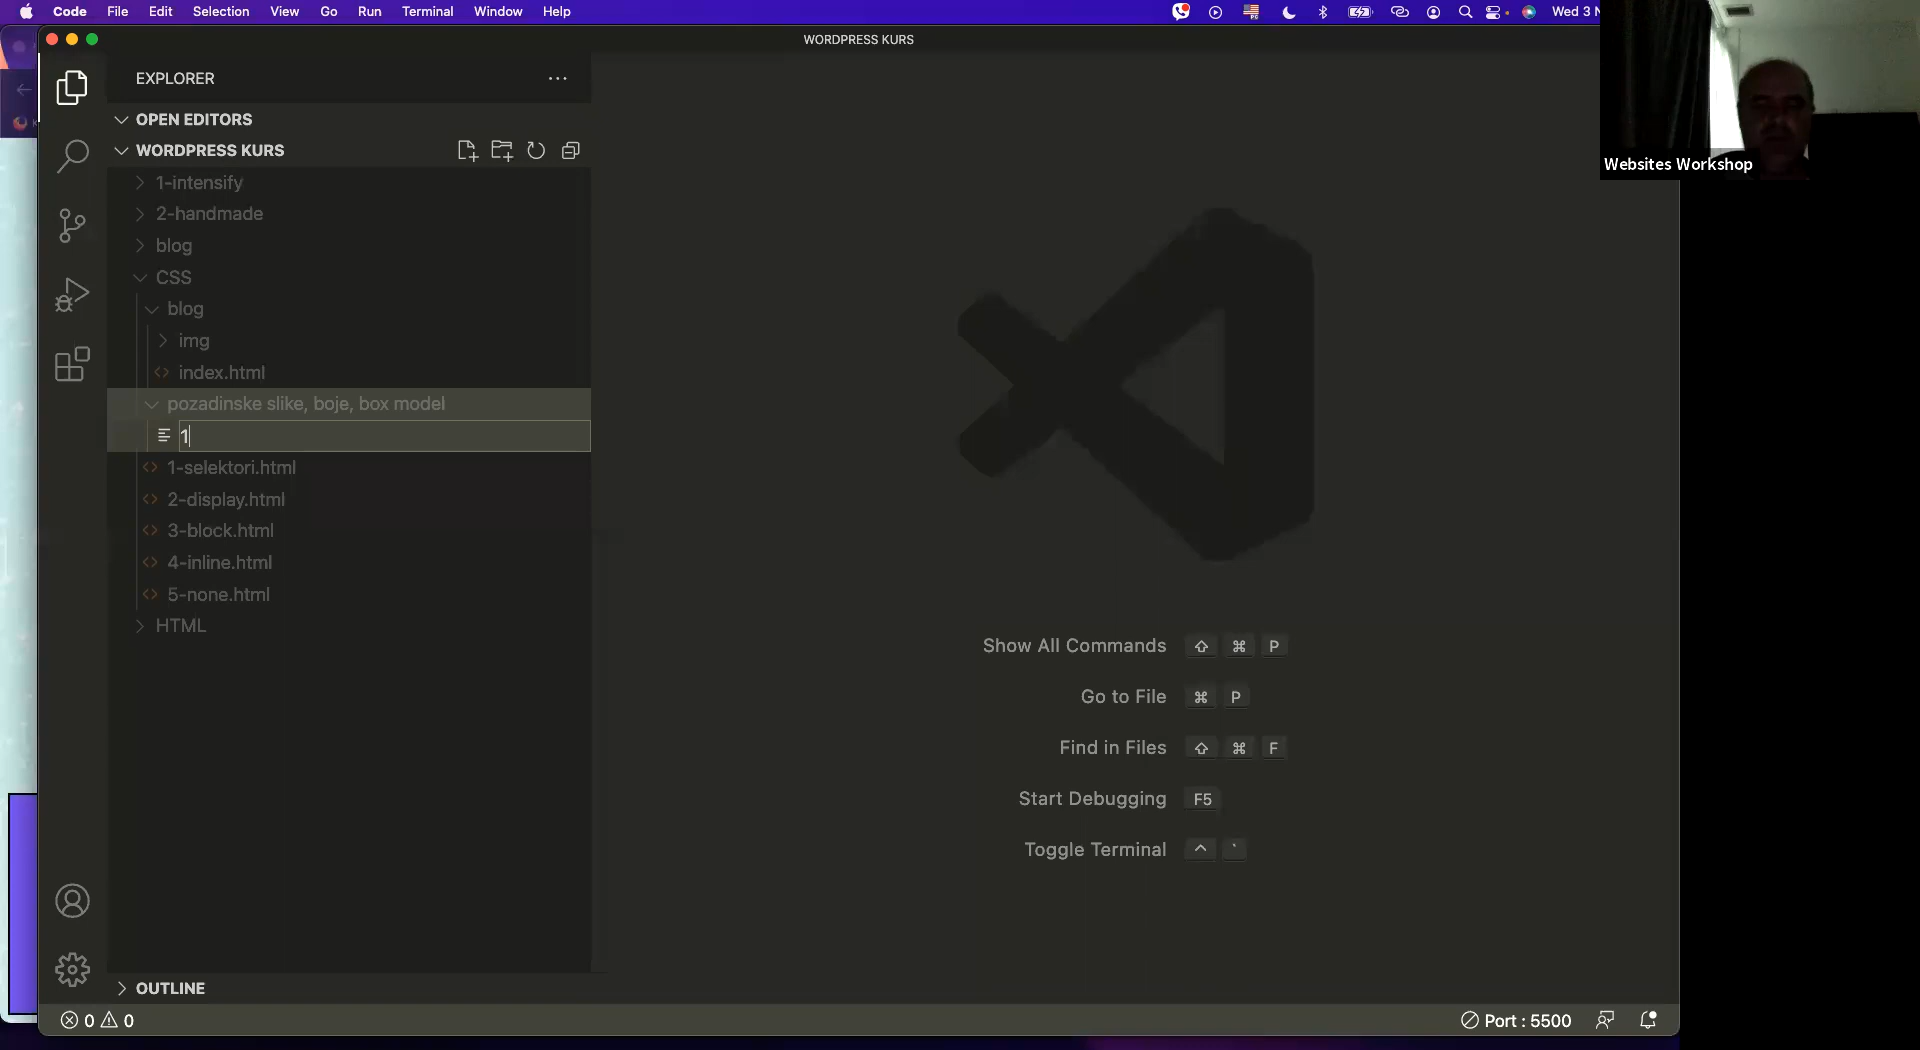 Code File Edit Selection View Go Run Terminal Window Help Wed 3 N
WORDPRESS KURS
Websites Workshop
EXPLORER
OPEN EDITORS
WORDPRESS KURS
1-intensify
2-handmade
blog
CSS
blog
img
index.html
pozadinske slike, boje, box model
1
1-selektori.html
2-display.html
3-block.html
4-inline.html
5-none.html
HTML
Show All Commands ⇧ ⌘ P
Go to File ⌘ P
Find in Files ⇧ ⌘ F
Start Debugging F5
Toggle Terminal ^ `
OUTLINE
0 0 Port : 5500